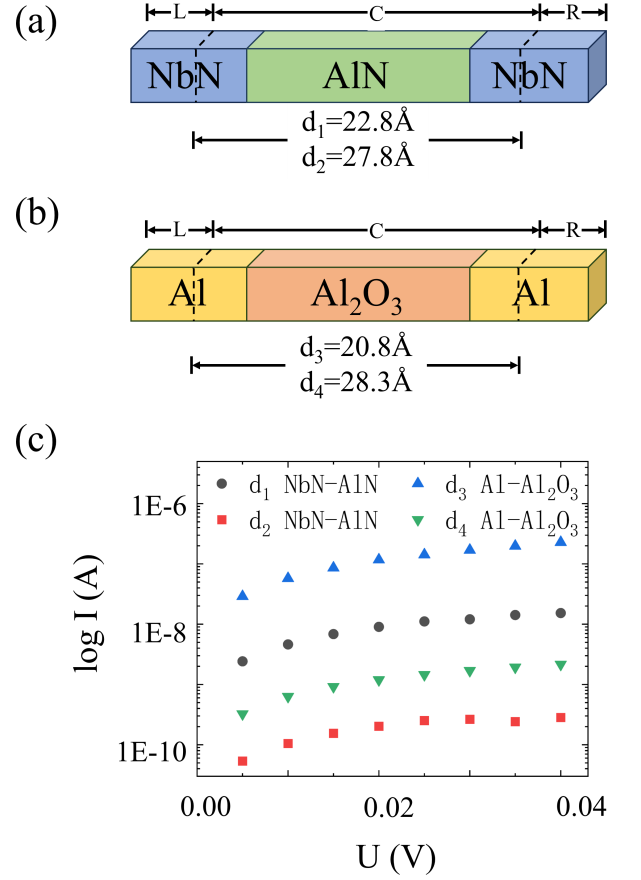 (a)
L C R
NbN AlN NbN
d₁=22.8Å
d₂=27.8Å
(b)
L C R
Al Al₂O₃ Al
d₃=20.8Å
d₄=28.3Å
(c)
d₁ NbN-AlN d₃ Al-Al₂O₃
d₂ NbN-AlN d₄ Al-Al₂O₃
1E-6
1E-8
1E-10
log I (A)
0.00 0.02 0.04
U (V)